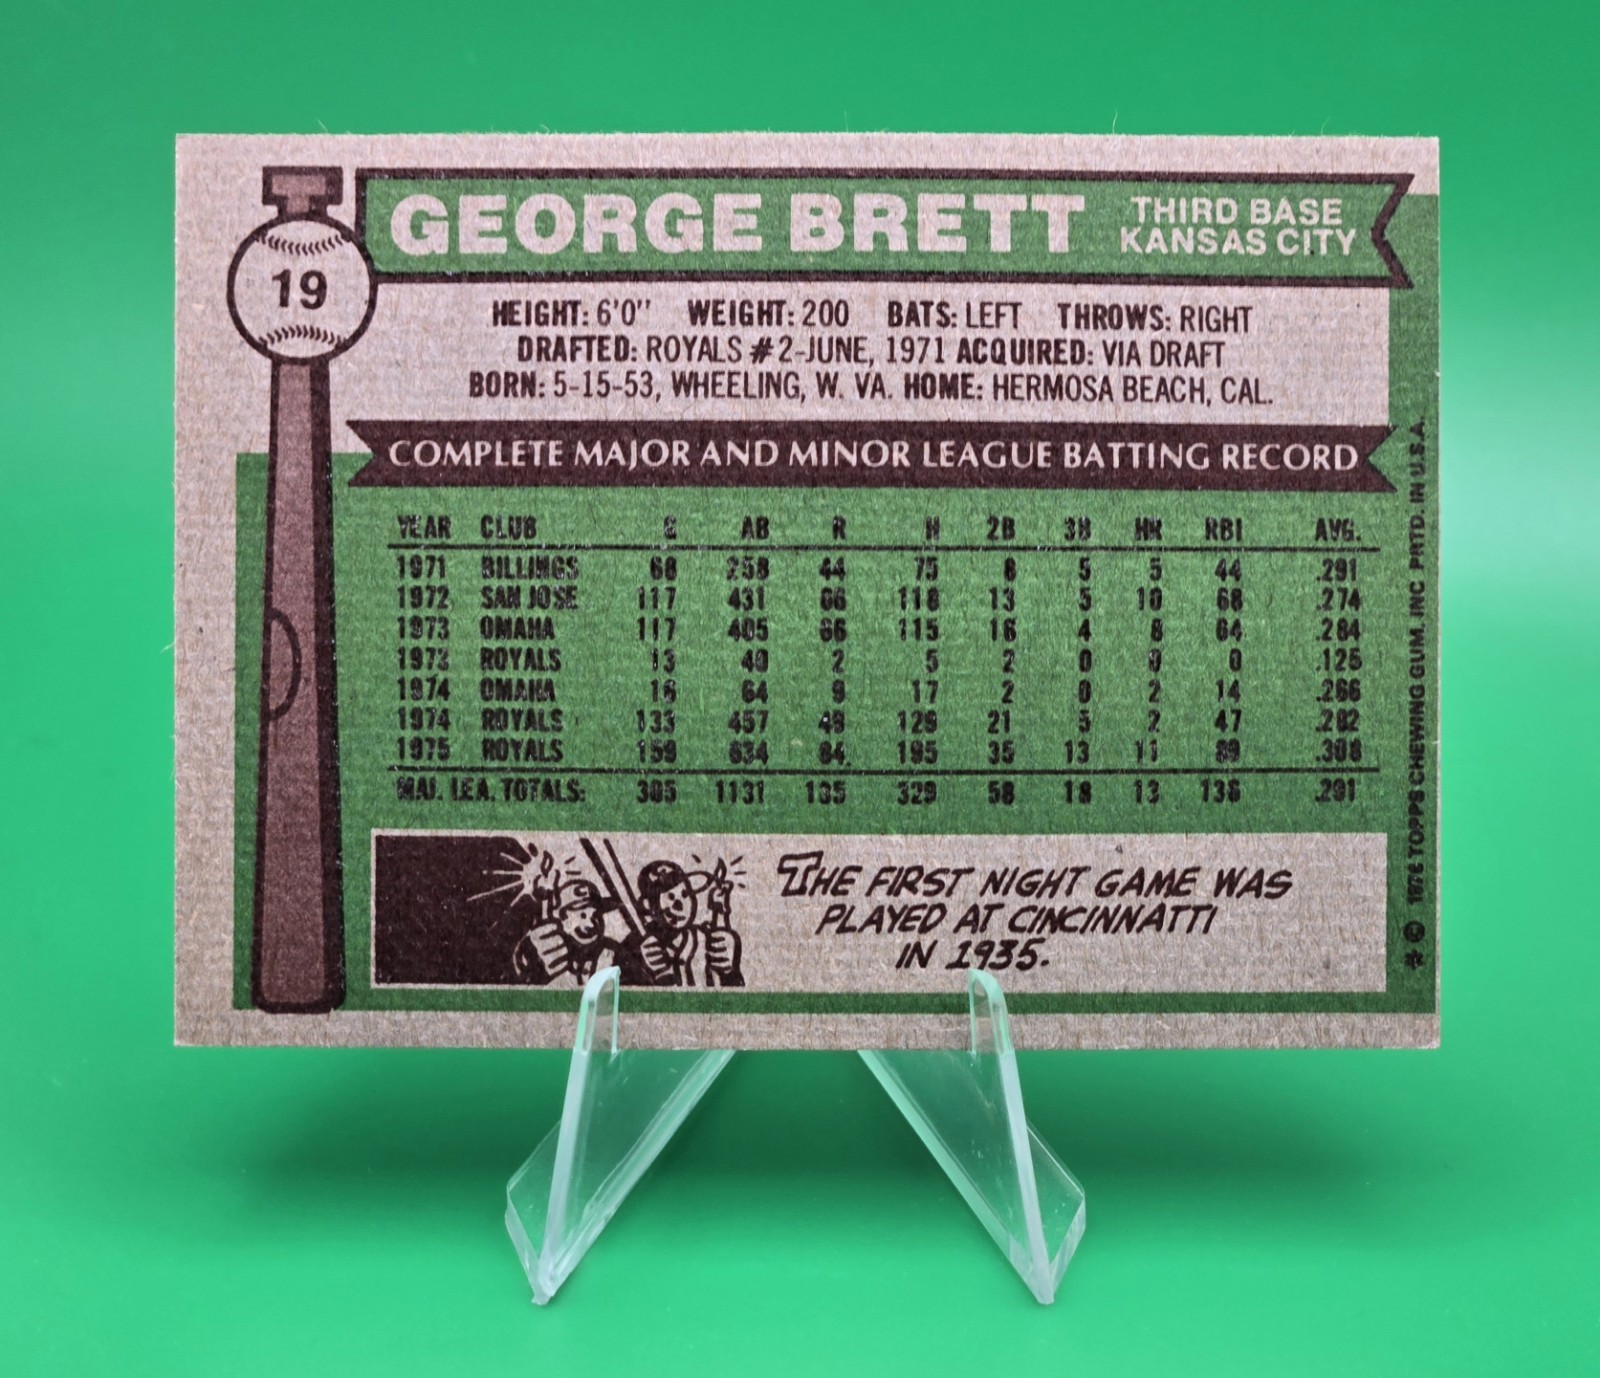 GEORGE BRETT
THIRD BASE
KANSAS CITY
19
HEIGHT: 6'0" WEIGHT: 200 BATS: LEFT THROWS: RIGHT
DRAFTED: ROYALS #2-JUNE, 1971 ACQUIRED: VIA DRAFT
BORN: 5-15-53, WHEELING, W. VA. HOME: HERMOSA BEACH, CAL.
COMPLETE MAJOR AND MINOR LEAGUE BATTING RECORD
YEAR CLUB G AB R H 2B 3B HR RBI AVG.
1971 BILLINGS 68 258 44 75 8 5 5 44 .291
1972 SAN JOSE 117 431 66 118 13 5 10 68 .274
1973 OMAHA 117 405 66 115 16 4 8 64 .284
1973 ROYALS 13 40 2 5 2 0 0 0 .125
1974 OMAHA 16 64 9 17 2 0 2 14 .266
1974 ROYALS 133 457 49 129 21 5 2 47 .282
1975 ROYALS 159 634 84 195 35 13 11 89 .308
MAJ. LEA. TOTALS: 305 1131 135 329 58 18 13 136 .291
THE FIRST NIGHT GAME WAS
PLAYED AT CINCINNATTI
IN 1935.
* © 1976 TOPPS CHEWING GUM, INC PRTD. IN U.S.A.